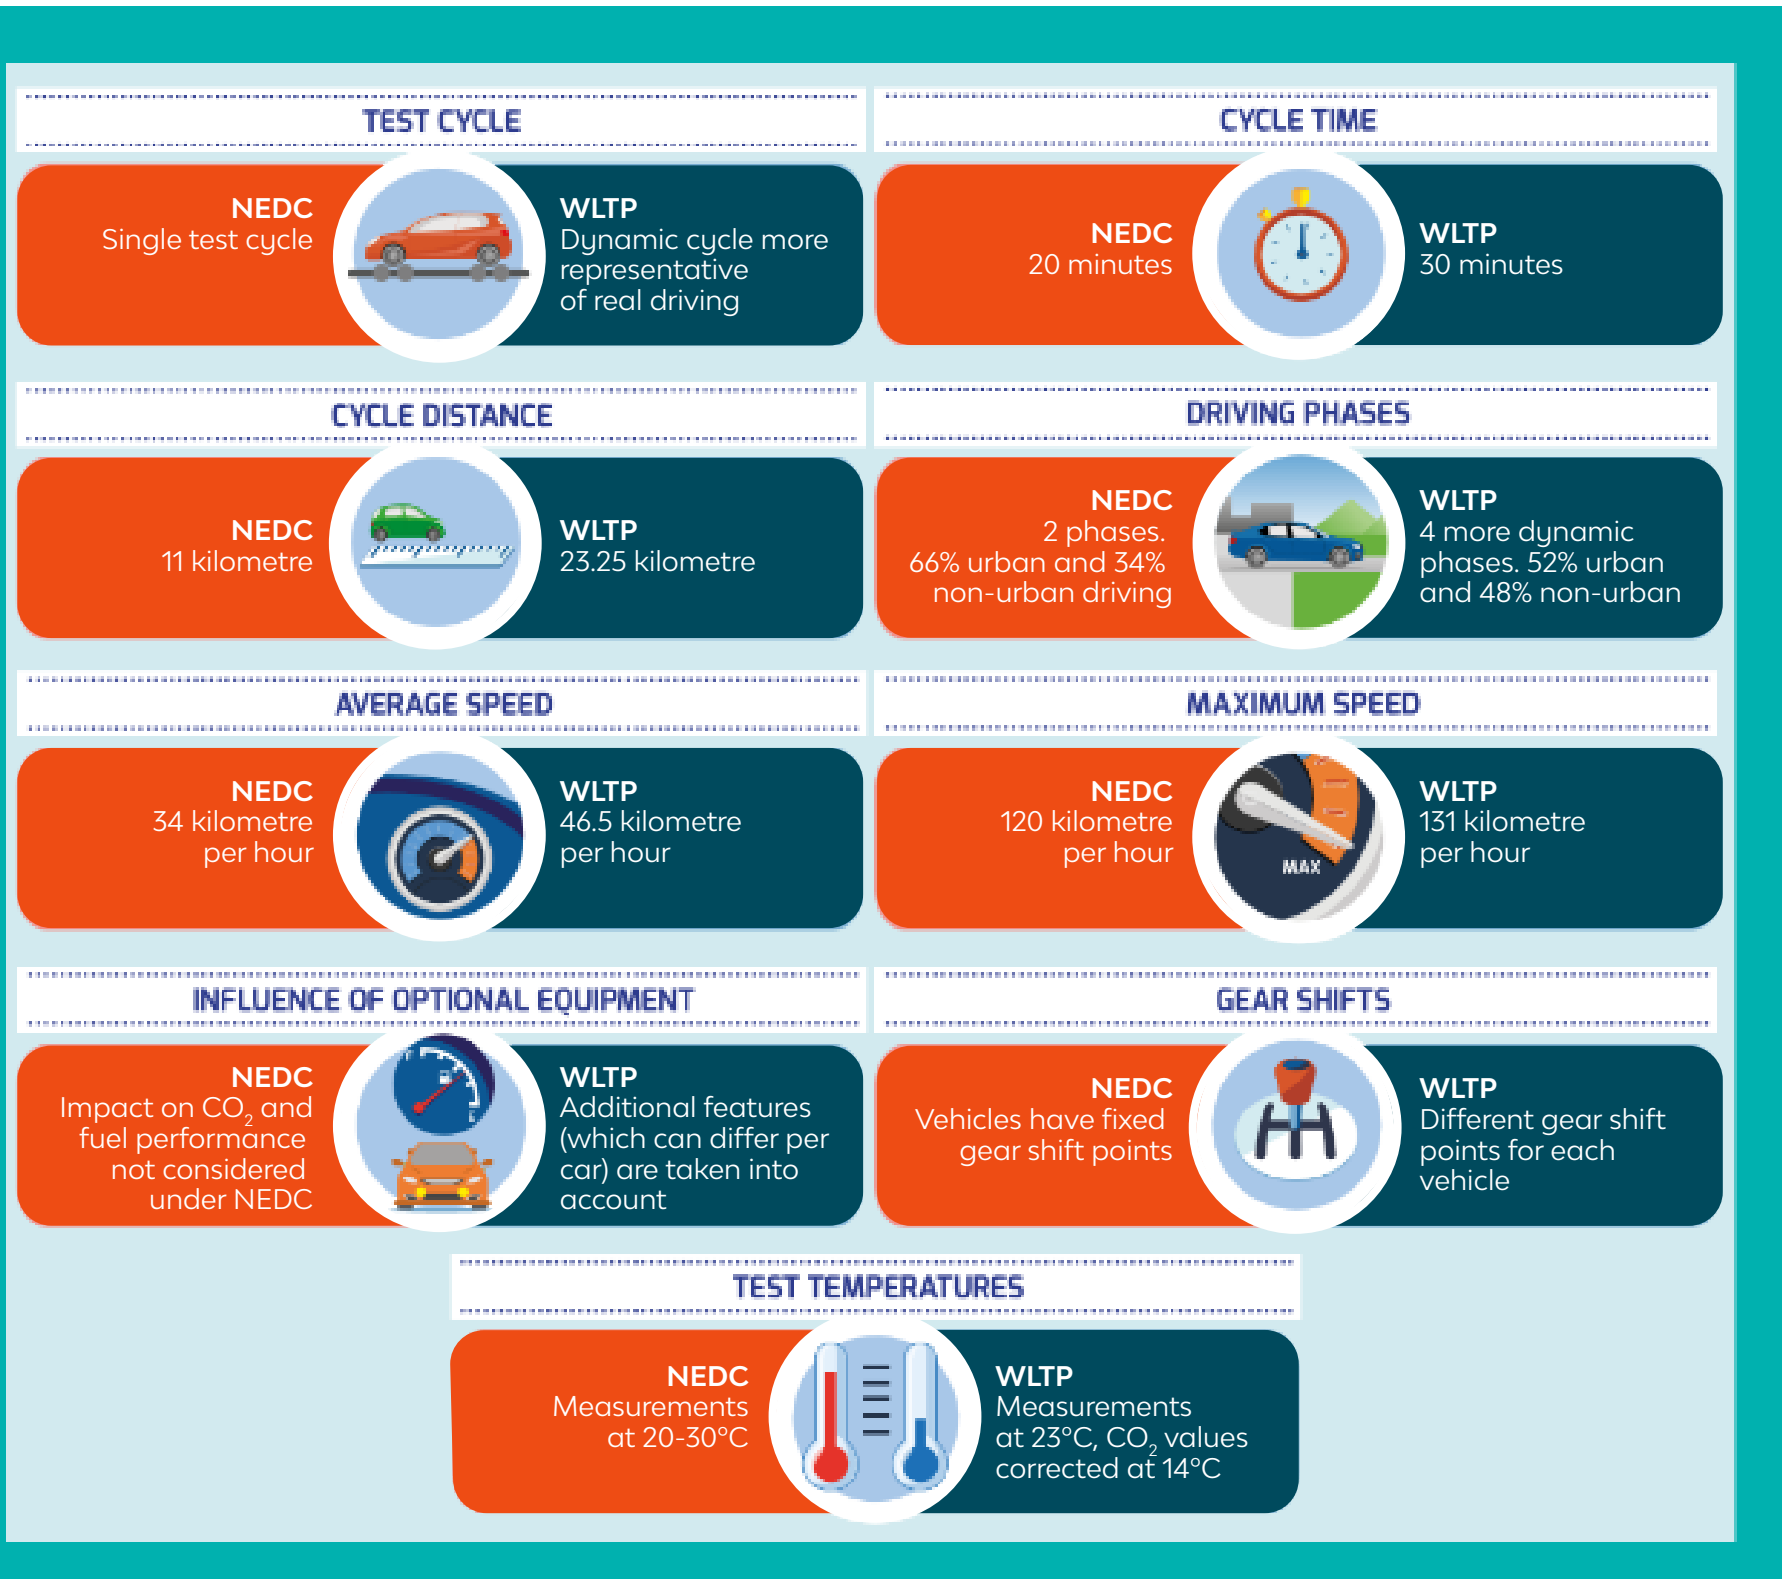 TEST CYCLE
NEDC
Single test cycle
WLTP
Dynamic cycle more
representative
of real driving
CYCLE TIME
NEDC
20 minutes
WLTP
30 minutes
CYCLE DISTANCE
NEDC
11 kilometre
WLTP
23.25 kilometre
DRIVING PHASES
NEDC
2 phases.
66% urban and 34%
non-urban driving
WLTP
4 more dynamic
phases. 52% urban
and 48% non-urban
AVERAGE SPEED
NEDC
34 kilometre
per hour
WLTP
46.5 kilometre
per hour
MAXIMUM SPEED
NEDC
120 kilometre
per hour
MAX
WLTP
131 kilometre
per hour
INFLUENCE OF OPTIONAL EQUIPMENT
NEDC
Impact on CO₂ and
fuel performance
not considered
under NEDC
WLTP
Additional features
(which can differ per
car) are taken into
account
GEAR SHIFTS
NEDC
Vehicles have fixed
gear shift points
WLTP
Different gear shift
points for each
vehicle
TEST TEMPERATURES
NEDC
Measurements
at 20-30°C
WLTP
Measurements
at 23°C, CO₂ values
corrected at 14°C